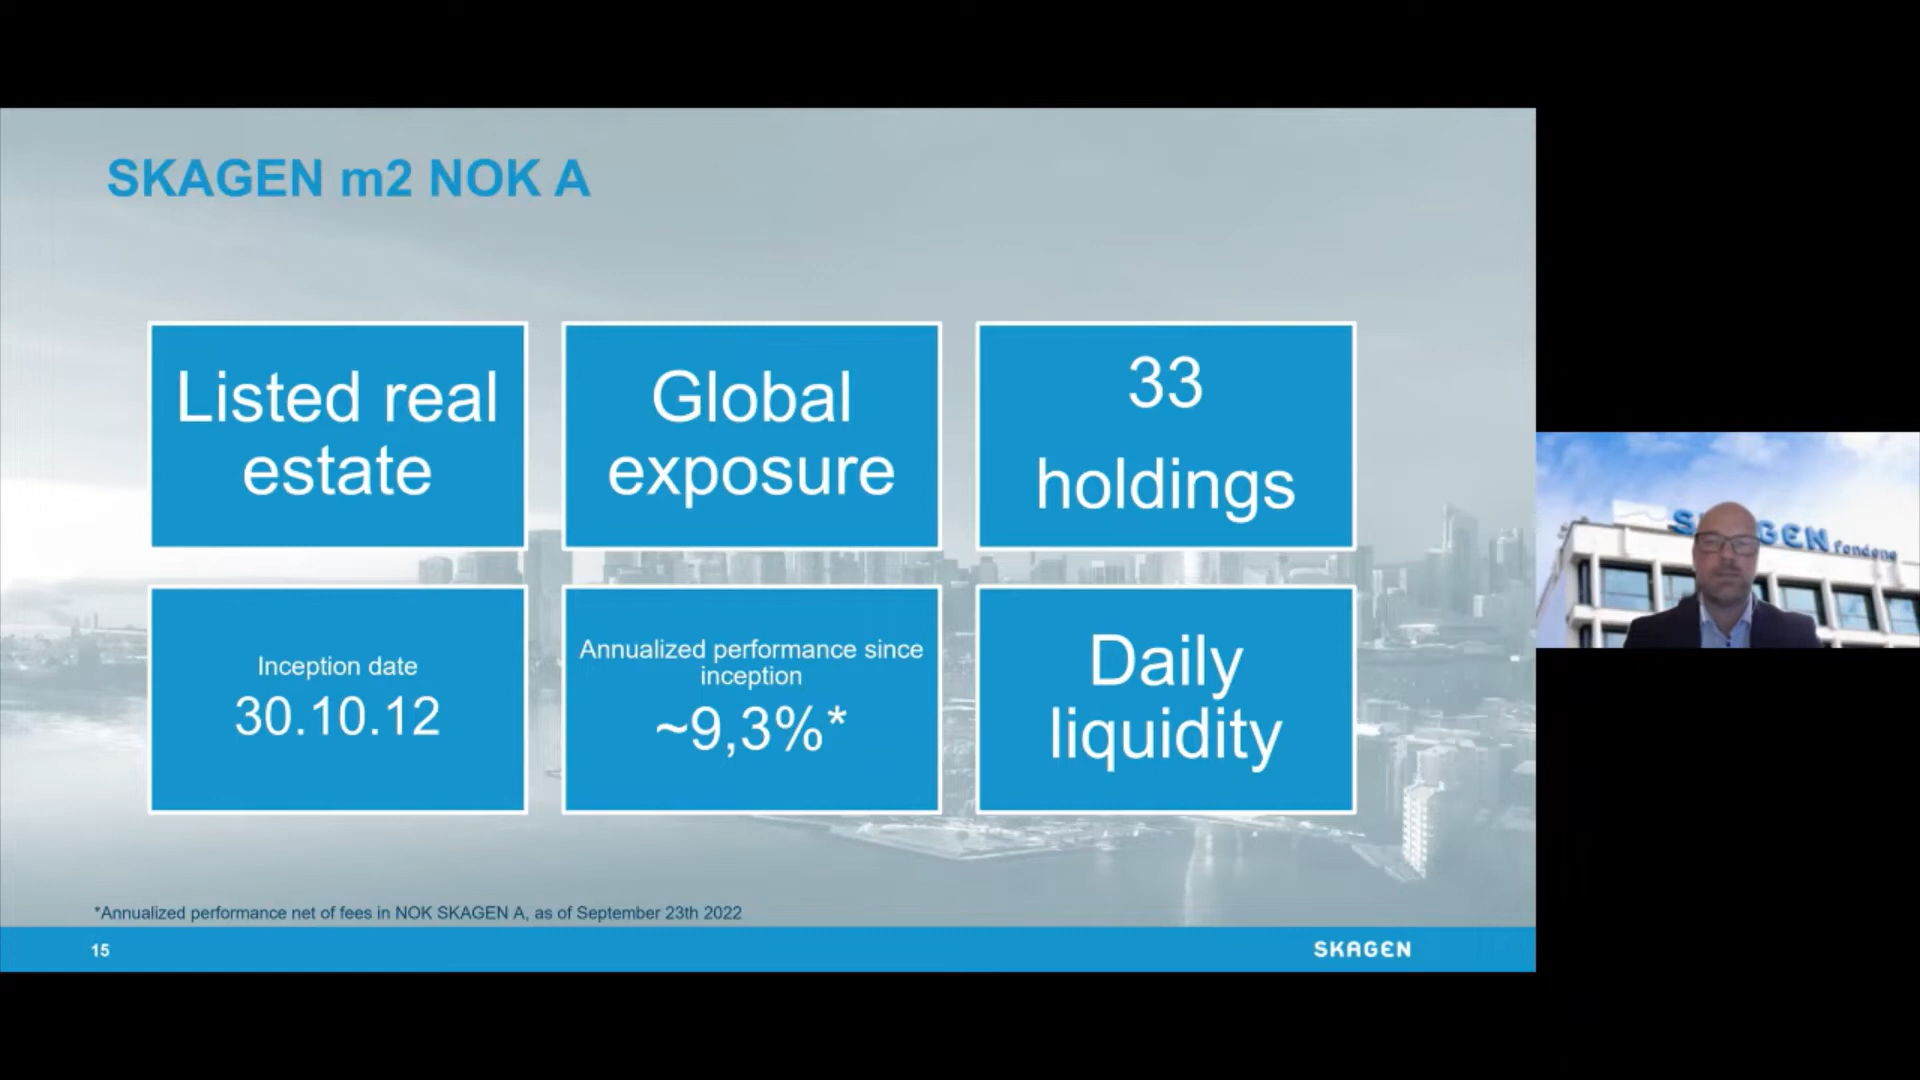 SKAGEN m2 NOK A
Listed real
estate
Global
exposure
33
holdings
Inception date
30.10.12
Annualized performance since
inception
~9,3%*
Daily
liquidity
*Annualized performance net of fees in NOK SKAGEN A, as of September 23th 2022
15
SKAGEN
fondene